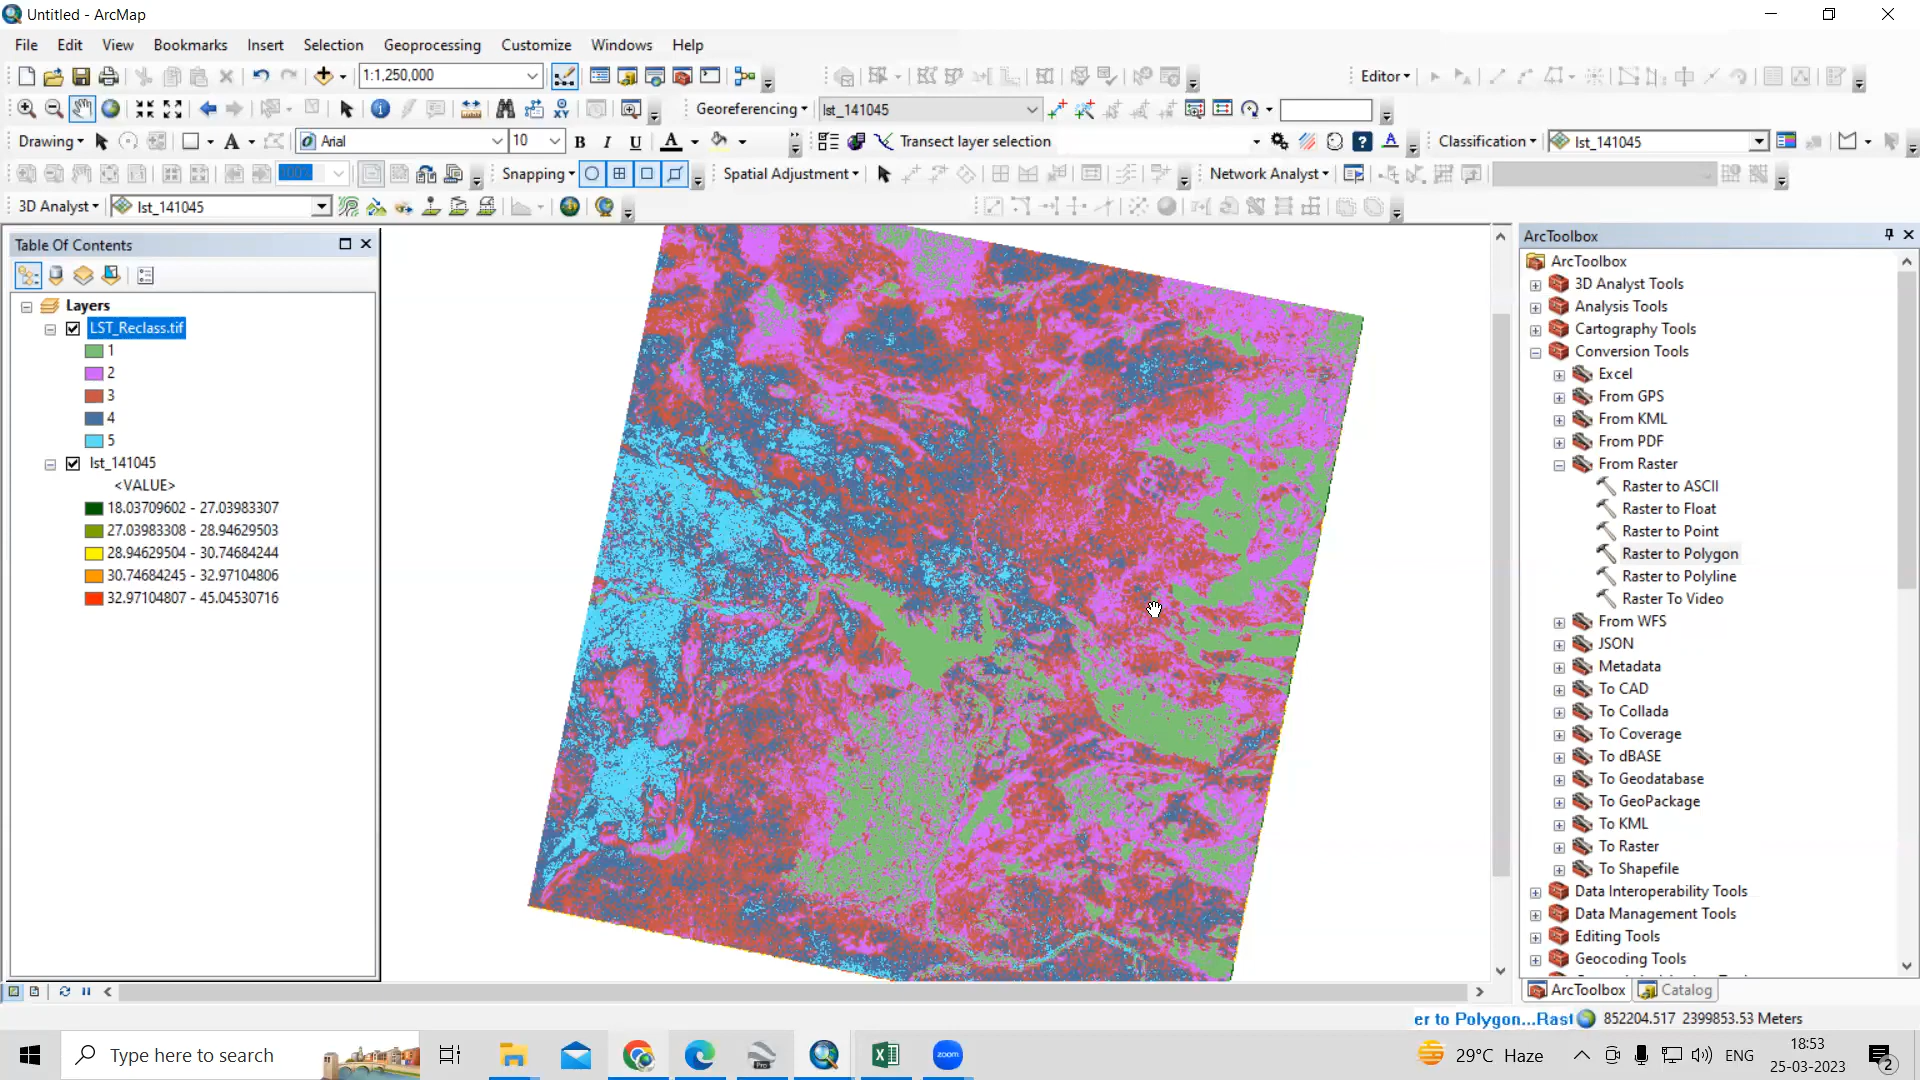 Untitled - ArcMap
File Edit View Bookmarks Insert Selection Geoprocessing Customize Windows Help
1:1,250,000
Editor
Georeferencing lst_141045
Drawing Arial 10 B I U A
Transect layer selection
Classification lst_141045
100%
Snapping Spatial Adjustment Network Analyst
3D Analyst lst_141045
Table Of Contents
Layers
LST_Reclass.tif
1
2
3
4
5
lst_141045
<VALUE>
18.03709602 - 27.03983307
27.03983308 - 28.94629503
28.94629504 - 30.74684244
30.74684245 - 32.97104806
32.97104807 - 45.04530716
ArcToolbox
ArcToolbox
3D Analyst Tools
Analysis Tools
Cartography Tools
Conversion Tools
Excel
From GPS
From KML
From PDF
From Raster
Raster to ASCII
Raster to Float
Raster to Point
Raster to Polygon
Raster to Polyline
Raster To Video
From WFS
JSON
Metadata
To CAD
To Collada
To Coverage
To dBASE
To Geodatabase
To GeoPackage
To KML
To Raster
To Shapefile
Data Interoperability Tools
Data Management Tools
Editing Tools
Geocoding Tools
ArcToolbox Catalog
er to Polygon...Rast 852204.517 2399853.53 Meters
Type here to search
Pro
zoom
29°C Haze
ENG
18:53
25-03-2023
2